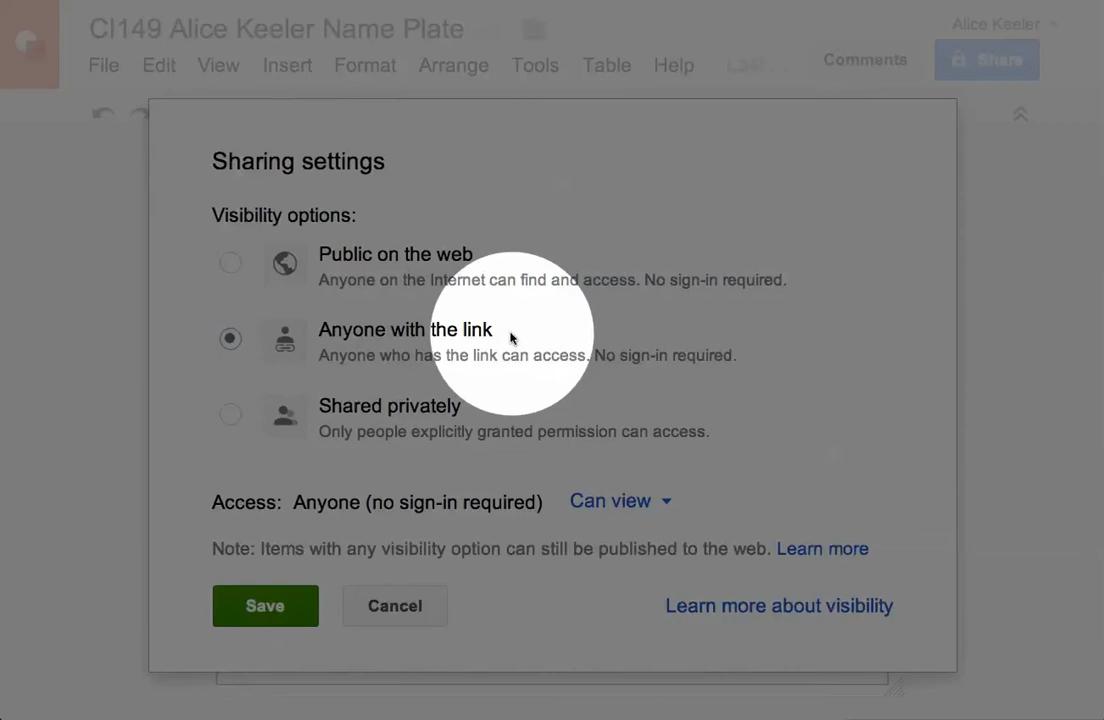 CI149 Alice Keeler Name Plate
Alice Keeler
File Edit View Insert Format Arrange Tools Table Help
Comments
Share
Sharing settings
Visibility options:
Public on the web
Anyone on the Internet can find and access. No sign-in required.
Anyone with the link
Anyone who has the link can access. No sign-in required.
Shared privately
Only people explicitly granted permission can access.
Access: Anyone (no sign-in required) Can view
Note: Items with any visibility option can still be published to the web. Learn more
Save Cancel Learn more about visibility